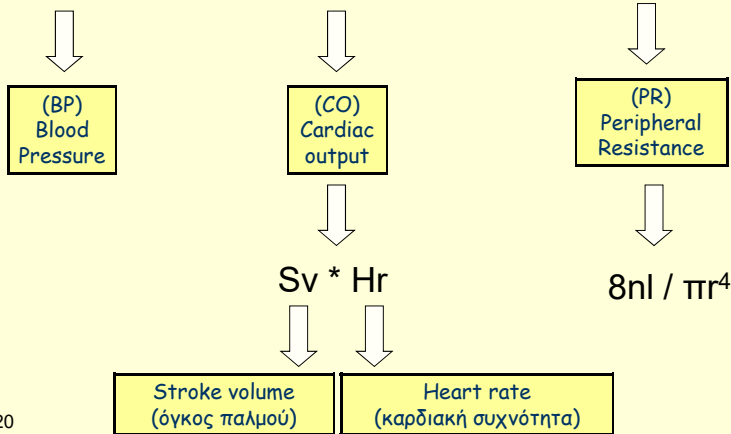 (BP)
Blood
Pressure
(CO)
Cardiac
output
(PR)
Peripheral
Resistance
Sv * Hr
8nl / πr⁴
Stroke volume
(όγκος παλμού)
Heart rate
(καρδιακή συχνότητα)
20